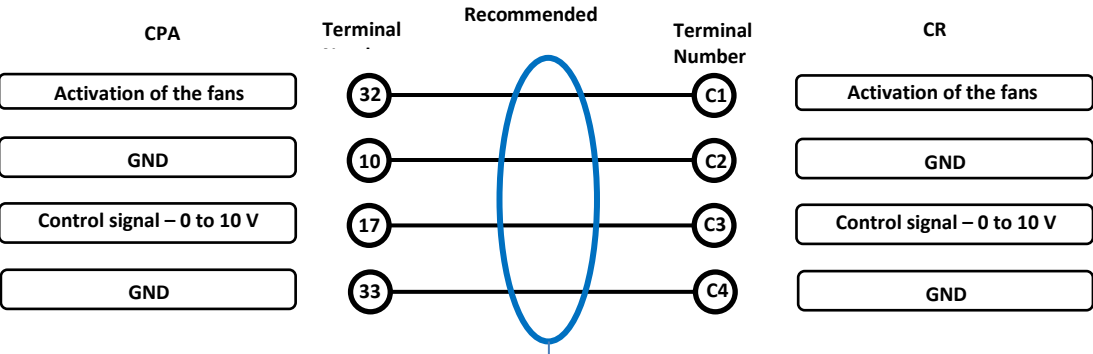 Recommended
CPA
Terminal
Terminal
Number
CR
Activation of the fans
32
C1
Activation of the fans
GND
10
C2
GND
Control signal – 0 to 10 V
17
C3
Control signal – 0 to 10 V
GND
33
C4
GND